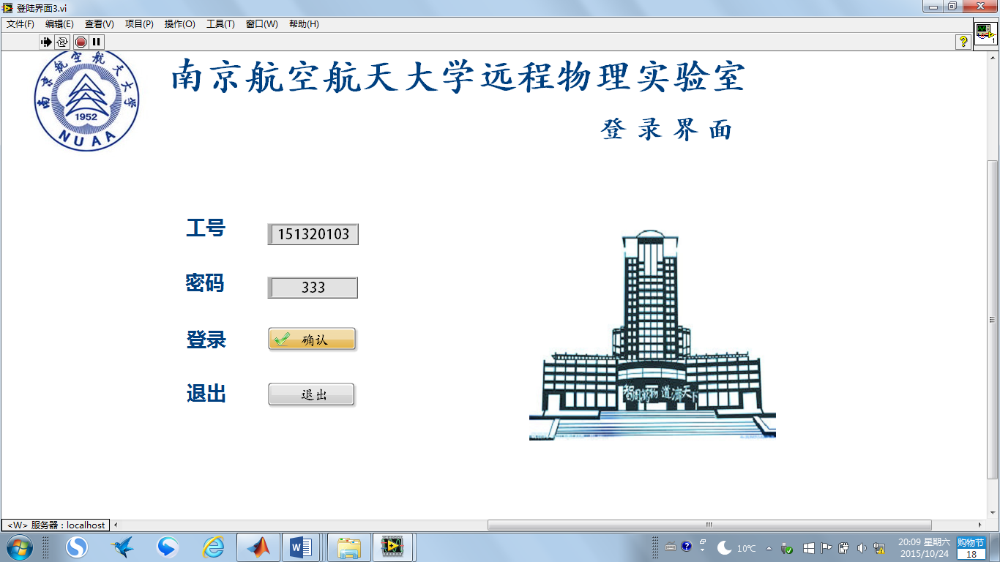 登陆界面3.vi
文件(F) 编辑(E) 查看(V) 项目(P) 操作(O) 工具(T) 窗口(W) 帮助(H)
?
1
南京航空航天大学
1952
NUAA
南京航空航天大学远程物理实验室
登录界面
工号 151320103
密码 333
登录 确认
退出 退出
智周萬物 道濟天下
<W> 服务器：localhost
10℃
20:09 星期六
2015/10/24
购物节
18